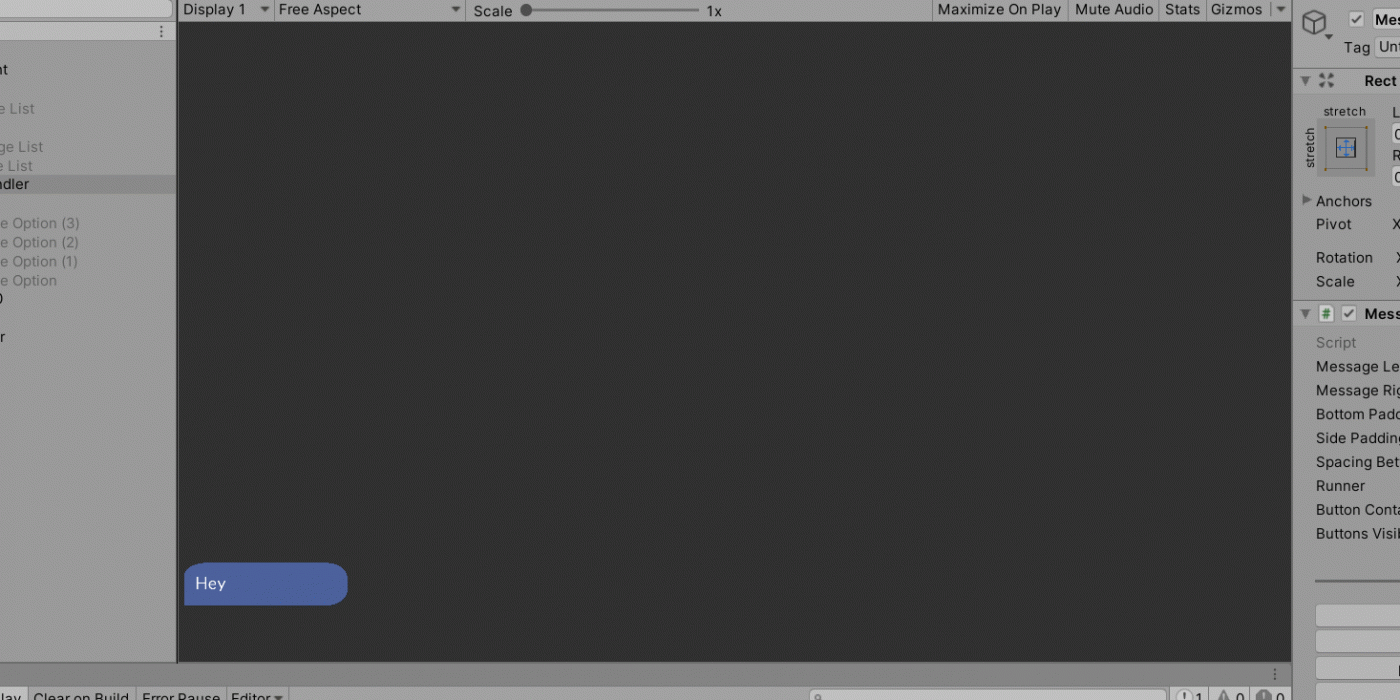 Display 1 Free Aspect Scale 1x Maximize On Play Mute Audio Stats Gizmos
nt
e List
ge List
e List
ndler
e Option (3)
e Option (2)
e Option (1)
e Option
r
Hey
Clear on Build Error Pause Editor 1 0 0
Mes
Tag Unt
Rect
stretch
stretch
L
R
Anchors
Pivot X
Rotation X
Scale X
# Mess
Script
Message Le
Message Rig
Bottom Padd
Side Padding
Spacing Bet
Runner
Button Conta
Buttons Visib